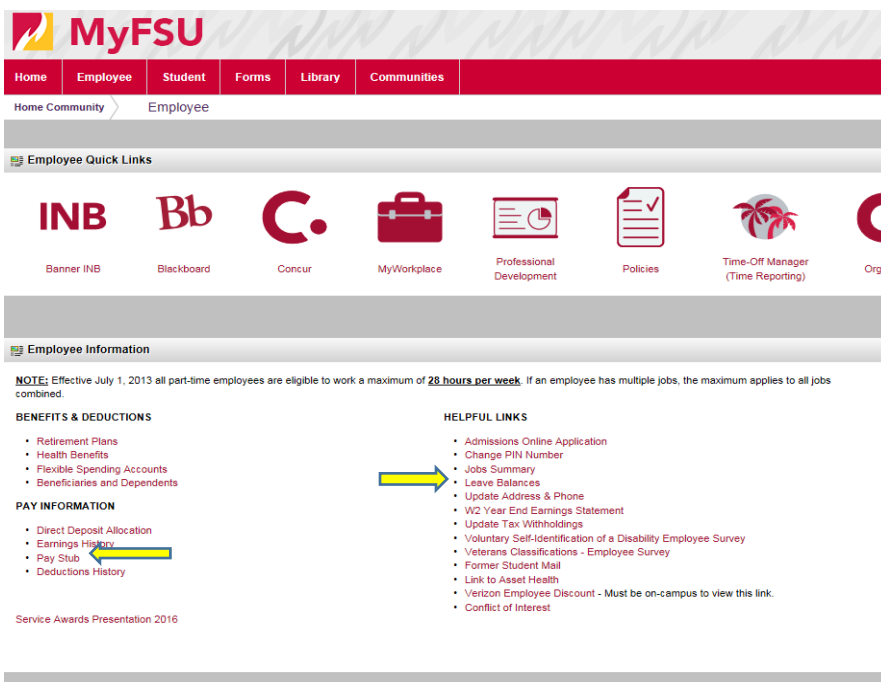 MyFSU
Home Employee Student Forms Library Communities
Home Community Employee
Employee Quick Links
INB Bb C.
Banner INB Blackboard Concur MyWorkplace Professional Development Policies Time-Off Manager (Time Reporting) Org
Employee Information
NOTE: Effective July 1, 2013 all part-time employees are eligible to work a maximum of 28 hours per week. If an employee has multiple jobs, the maximum applies to all jobs
combined.
BENEFITS & DEDUCTIONS
• Retirement Plans
• Health Benefits
• Flexible Spending Accounts
• Beneficiaries and Dependents
PAY INFORMATION
• Direct Deposit Allocation
• Earnings History
• Pay Stub
• Deductions History
Service Awards Presentation 2016
HELPFUL LINKS
• Admissions Online Application
• Change PIN Number
• Jobs Summary
• Leave Balances
• Update Address & Phone
• W2 Year End Earnings Statement
• Update Tax Withholdings
• Voluntary Self-Identification of a Disability Employee Survey
• Veterans Classifications - Employee Survey
• Former Student Mail
• Link to Asset Health
• Verizon Employee Discount - Must be on-campus to view this link.
• Conflict of Interest